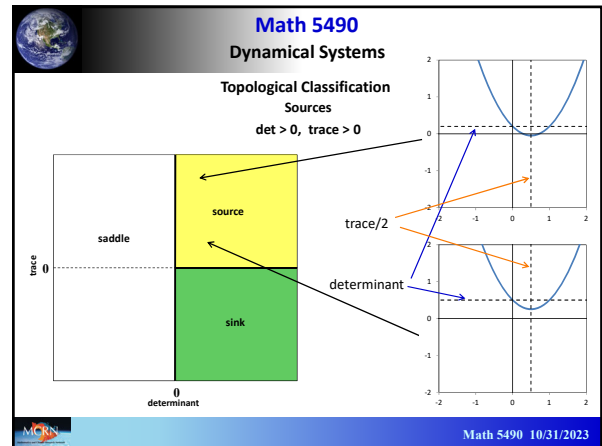 Math 5490
Dynamical Systems
Topological Classification
Sources
det > 0, trace > 0
source
saddle
sink
trace
0
0
determinant
trace/2
determinant
2
1
0
-1
-2
-2 -1 0 1 2
2
1
0
-1
-2
-2 -1 0 1 2
MCRN
Math 5490 10/31/2023